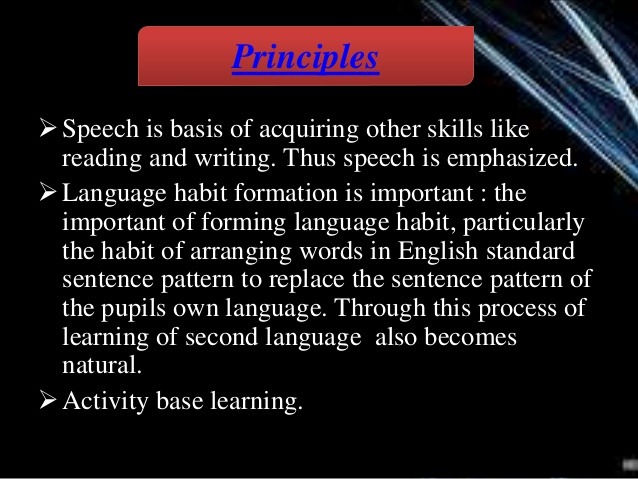 Principles
➢Speech is basis of acquiring other skills like
reading and writing. Thus speech is emphasized.
➢Language habit formation is important : the
important of forming language habit, particularly
the habit of arranging words in English standard
sentence pattern to replace the sentence pattern of
the pupils own language. Through this process of
learning of second language also becomes
natural.
➢Activity base learning.